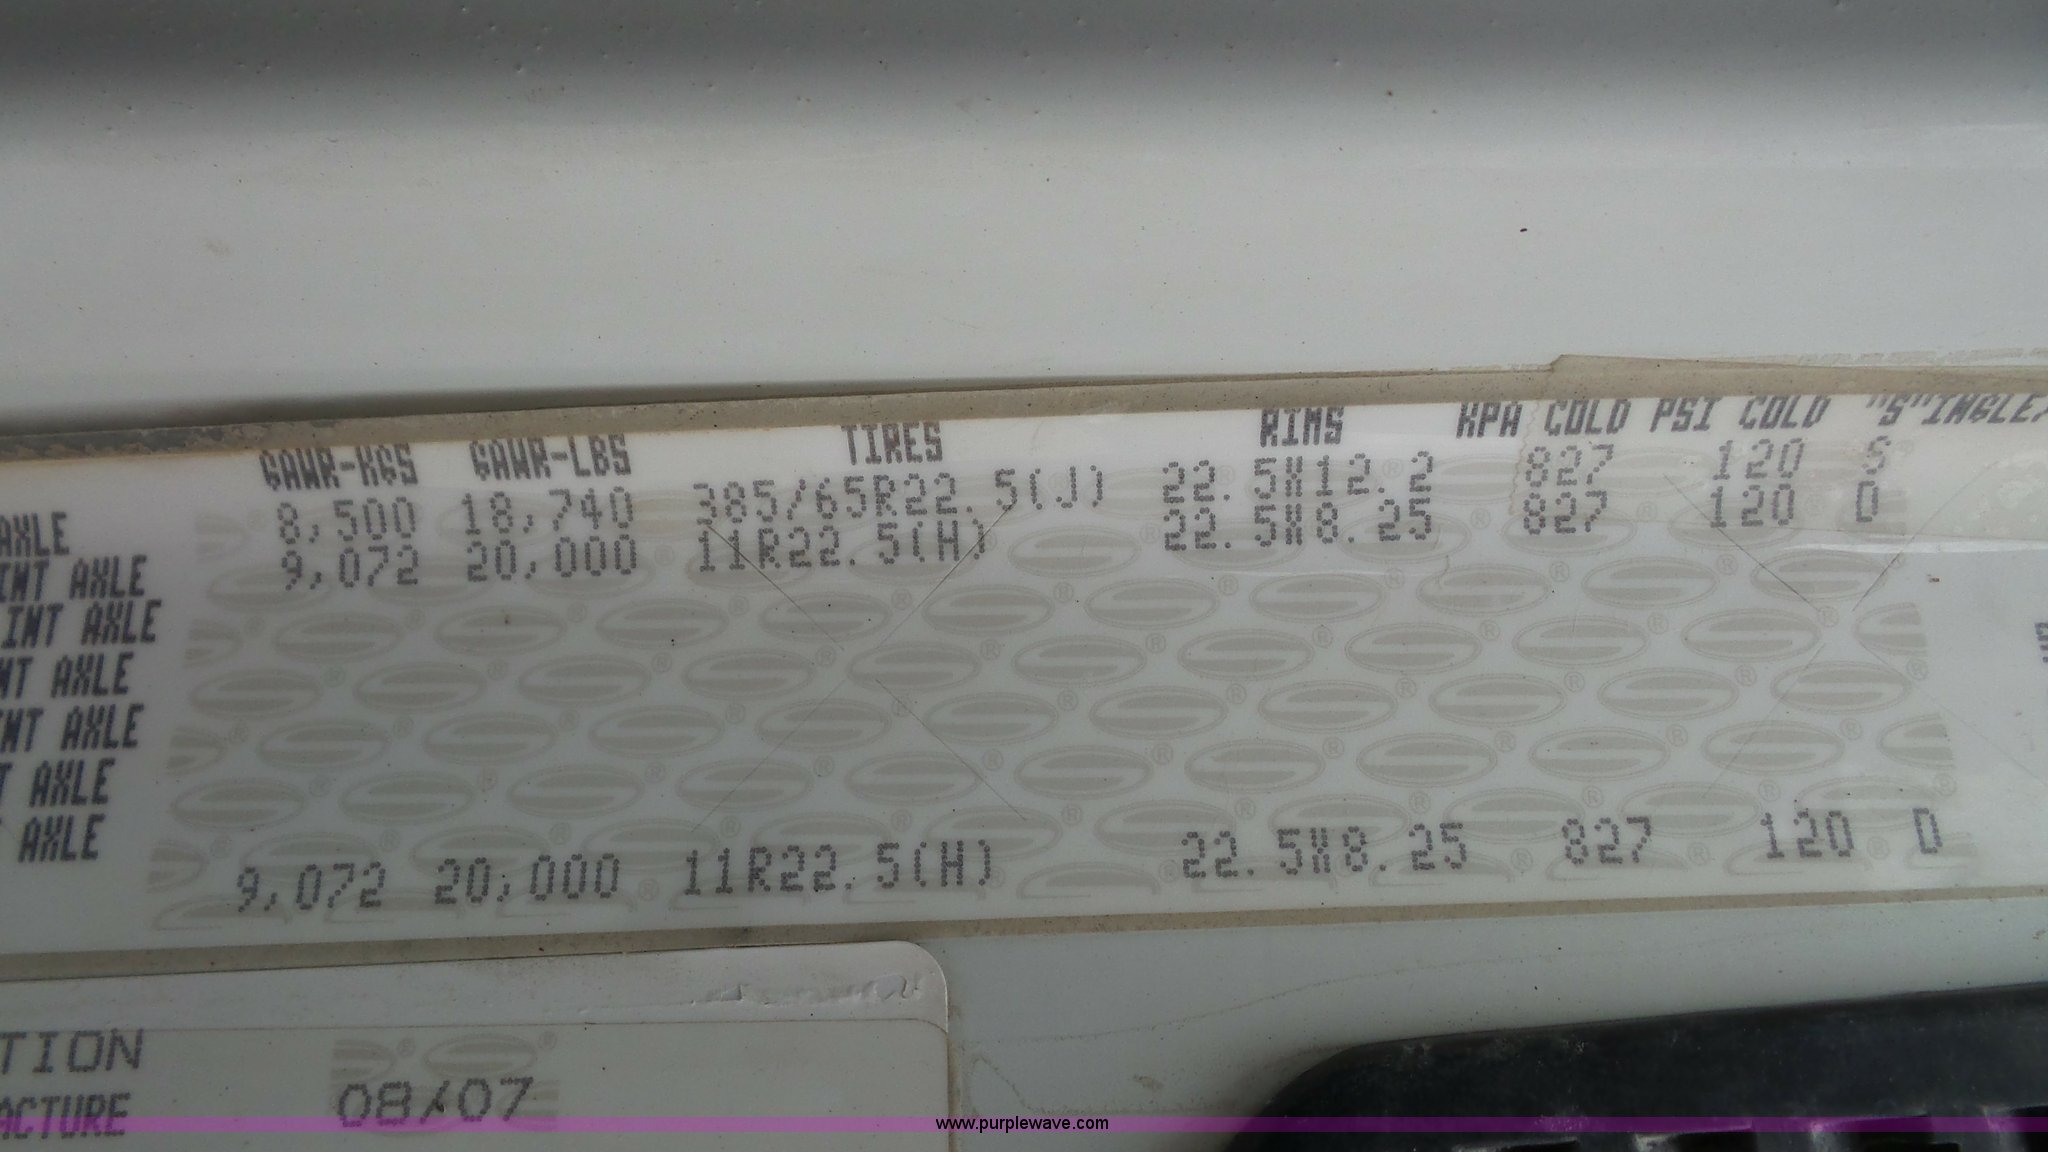 GAWR-KGS GAWR-LBS TIRES RIMS KPA COLD PSI COLD "S"INGLE/
AXLE 8,500 18,740 385/65R22.5(J) 22.5X12.2 827 120 S
INT AXLE 9,072 20,000 11R22.5(H) 22.5X8.25 827 120 D
INT AXLE
NT AXLE
INT AXLE
T AXLE
AXLE 9,072 20,000 11R22.5(H) 22.5X8.25 827 120 D
TION
ACTURE 08/07
www.purplewave.com